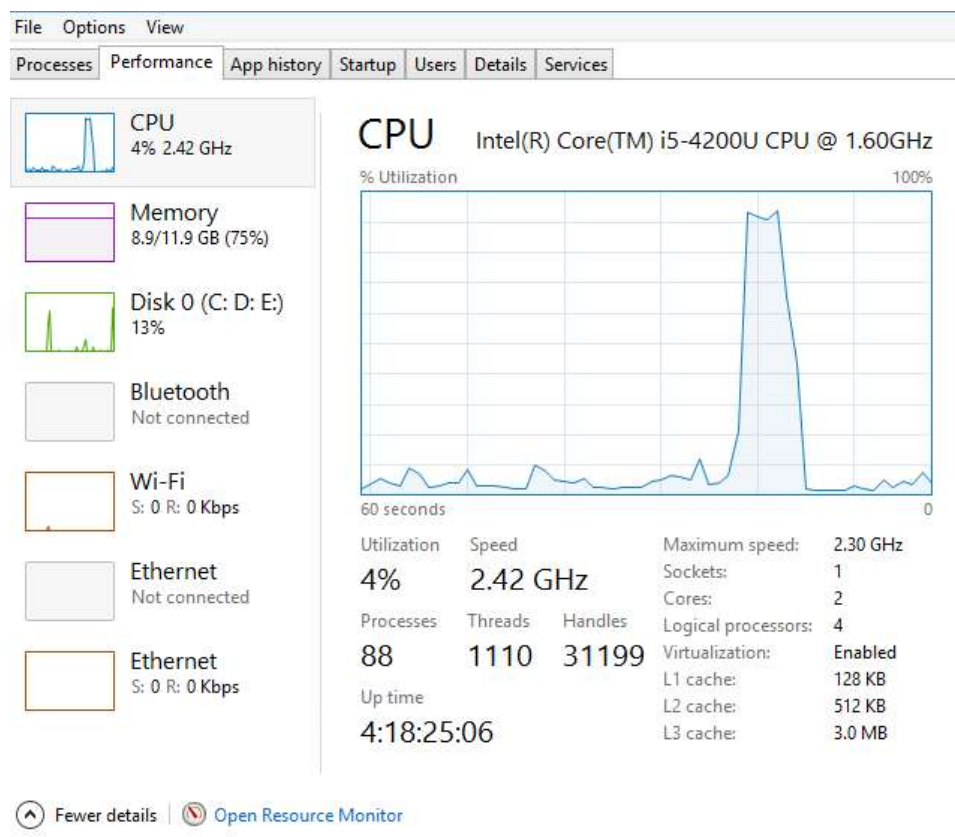 File Options View
Processes Performance App history Startup Users Details Services
CPU
4% 2.42 GHz
Memory
8.9/11.9 GB (75%)
Disk 0 (C: D: E:)
13%
Bluetooth
Not connected
Wi-Fi
S: 0 R: 0 Kbps
Ethernet
Not connected
Ethernet
S: 0 R: 0 Kbps
CPU Intel(R) Core(TM) i5-4200U CPU @ 1.60GHz
% Utilization 100%
60 seconds 0
Utilization Speed
4% 2.42 GHz
Processes Threads Handles
88 1110 31199
Up time
4:18:25:06
Maximum speed: 2.30 GHz
Sockets: 1
Cores: 2
Logical processors: 4
Virtualization: Enabled
L1 cache: 128 KB
L2 cache: 512 KB
L3 cache: 3.0 MB
Fewer details Open Resource Monitor